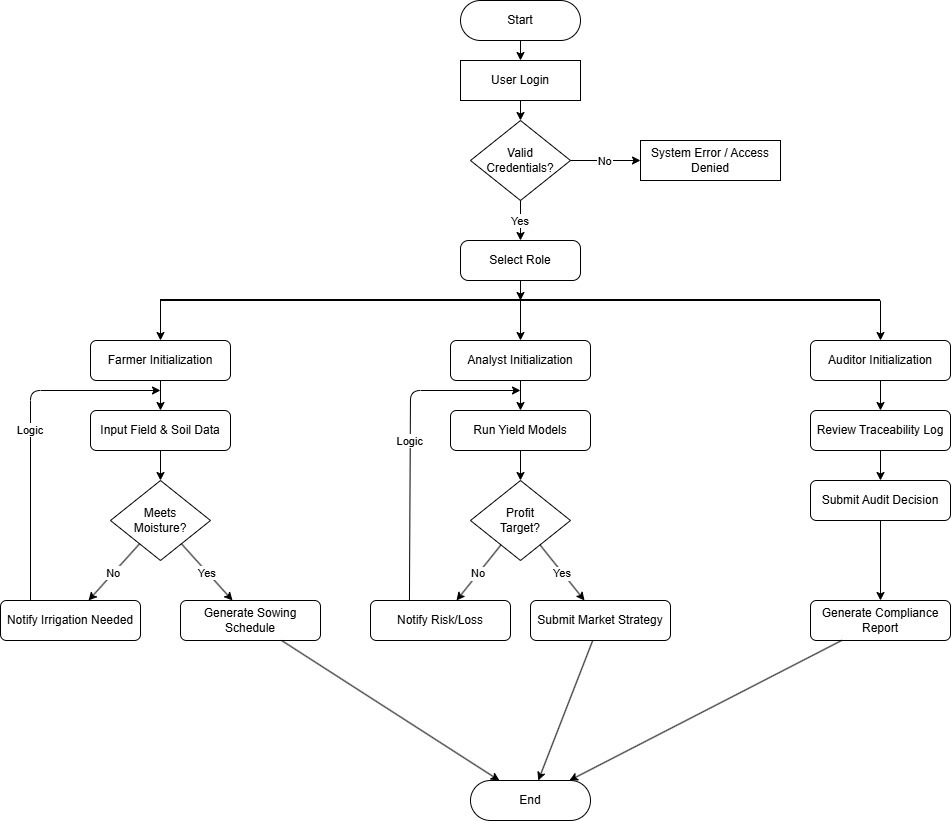 Start
User Login
Valid
Credentials?
No
System Error / Access
Denied
Yes
Select Role
Farmer Initialization
Analyst Initialization
Auditor Initialization
Logic
Input Field & Soil Data
Logic
Run Yield Models
Review Traceability Log
Meets
Moisture?
Profit
Target?
Submit Audit Decision
No
Yes
No
Yes
Notify Irrigation Needed
Generate Sowing
Schedule
Notify Risk/Loss
Submit Market Strategy
Generate Compliance
Report
End